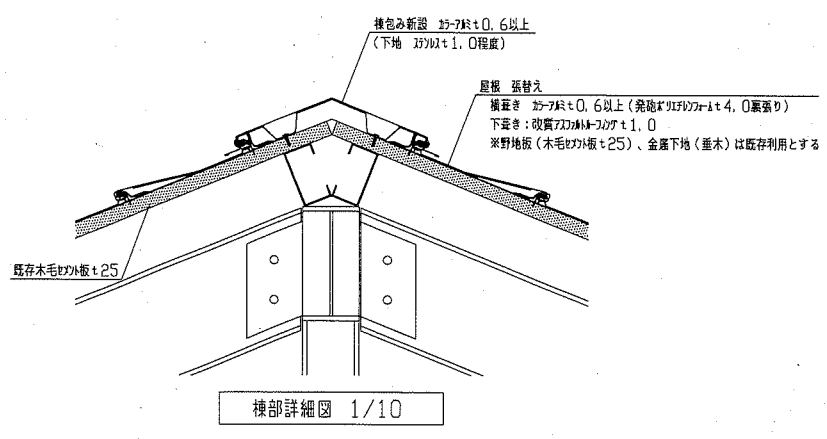 棟包み新設 カラーアルミt0.6以上
(下地 ステンレスt1.0程度)
屋根 張替え
横葺き カラーアルミt0.6以上(発砲ポリエチレンフォームt4.0裏張り)
下葺き:改質アスファルトルーフィングt1.0
※野地板(木毛セメント板t25)、金属下地(垂木)は既存利用とする
既存木毛セメント板t25
棟部詳細図 1/10